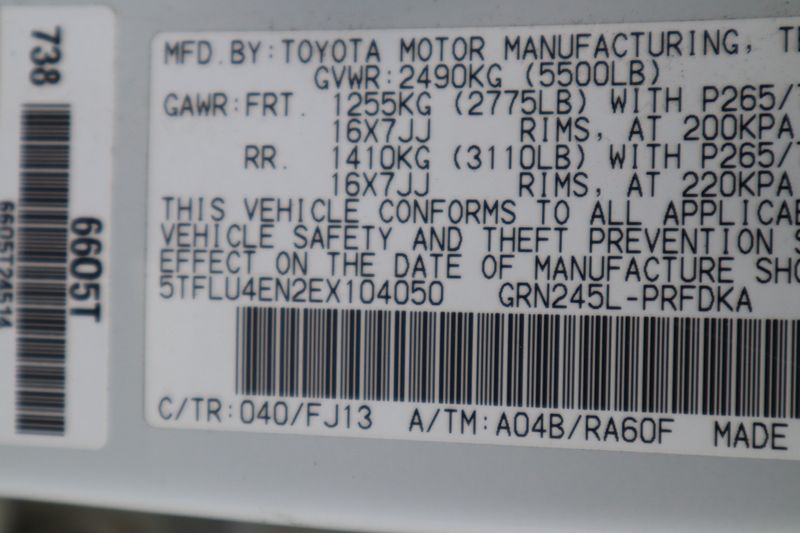 738
6605T
6605T24514
MFD. BY: TOYOTA MOTOR MANUFACTURING,
GVWR: 2490KG (5500LB)
GAWR: FRT. 1255KG (2775LB) WITH P265/
16X7JJ RIMS, AT 200KPA
RR. 1410KG (3110LB) WITH P265/
16X7JJ RIMS, AT 220KPA
THIS VEHICLE CONFORMS TO ALL
VEHICLE SAFETY AND THEFT PREVENTION
EFFECT ON THE DATE OF MANUFACTURE
5TFLU4EN2EX104050 GRN245L-PRFDKA
C/TR: 040/FJ13 A/TM: A04B/RA60F MADE